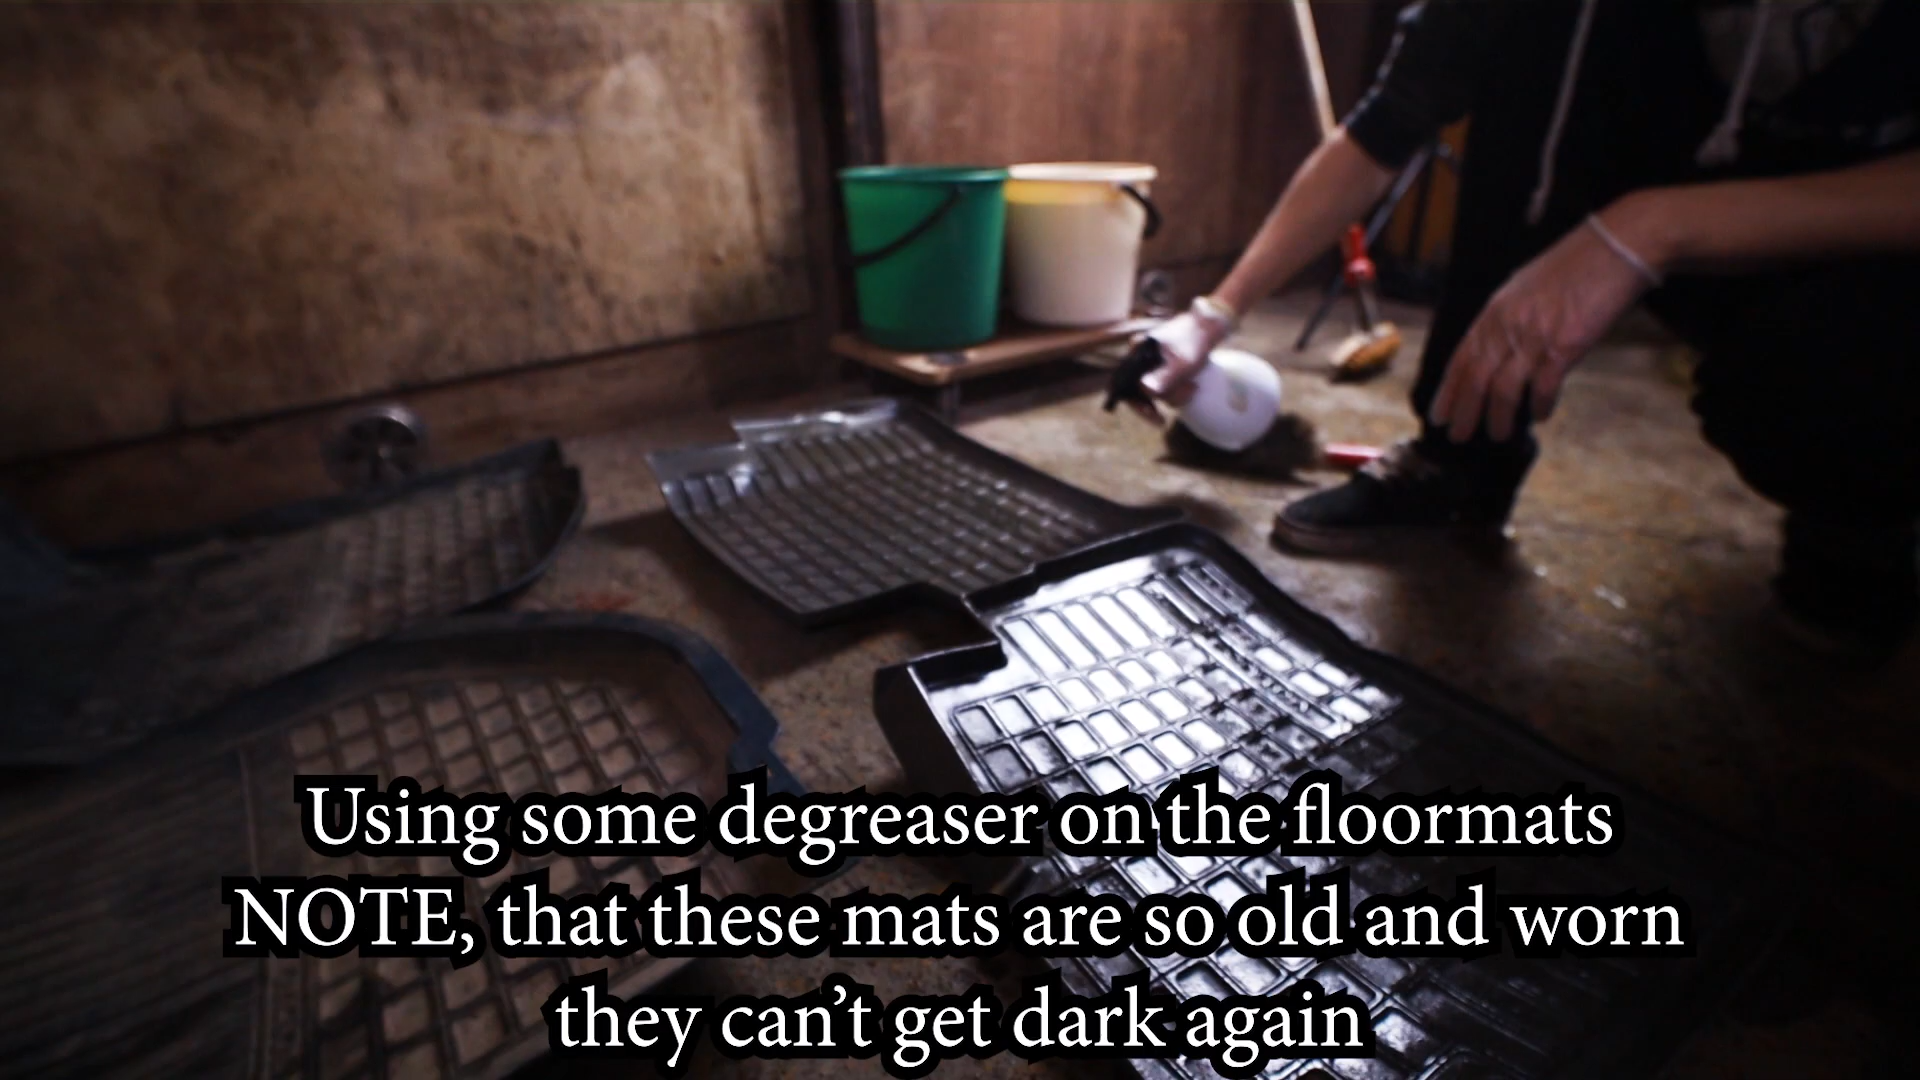 Using some degreaser on the floormats
NOTE, that these mats are so old and worn
they can’t get dark again